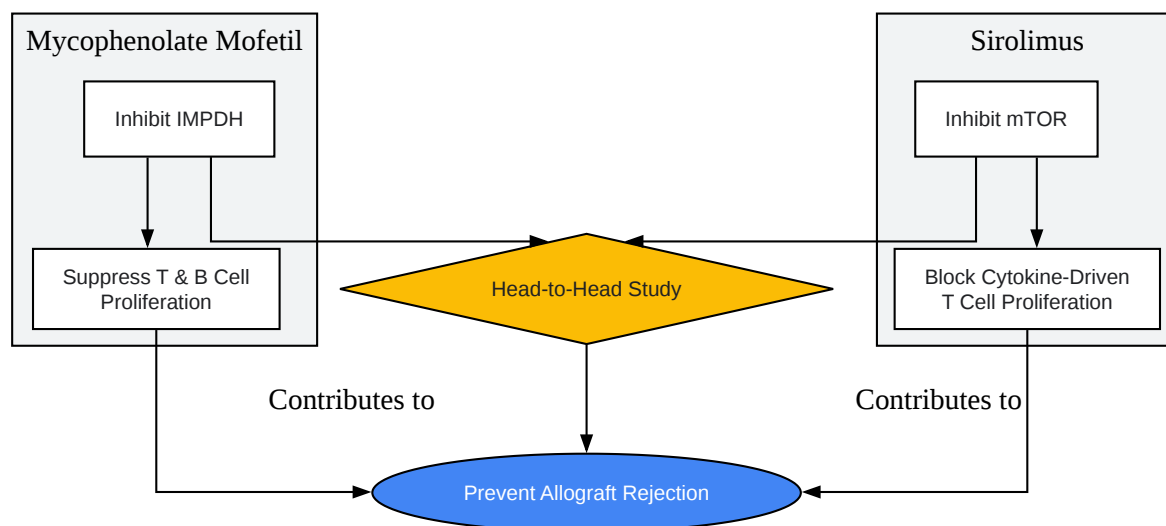 Mycophenolate Mofetil
Sirolimus
Inhibit IMPDH
Inhibit mTOR
Suppress T & B Cell
Proliferation
Head-to-Head Study
Block Cytokine-Driven
T Cell Proliferation
Contributes to
Contributes to
Prevent Allograft Rejection